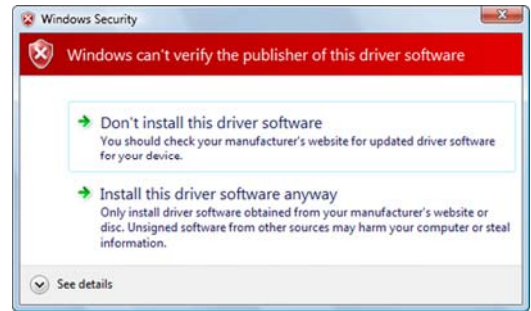 Windows Security
Windows can't verify the publisher of this driver software
Don't install this driver software
You should check your manufacturer's website for updated driver software
for your device.
Install this driver software anyway
Only install driver software obtained from your manufacturer's website or
disc. Unsigned software from other sources may harm your computer or steal
information.
See details